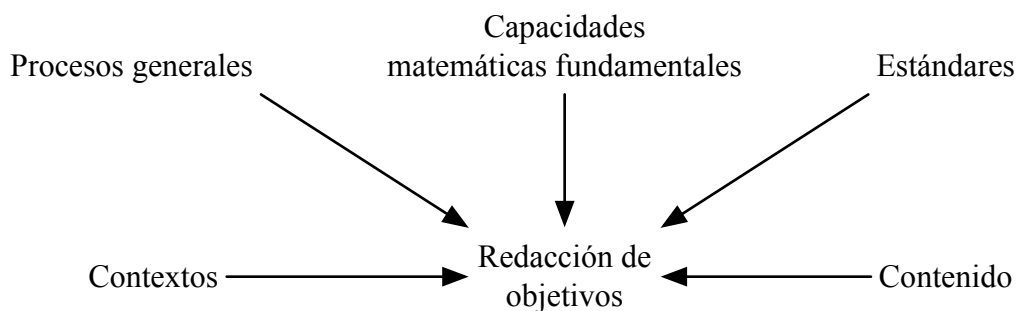 Procesos generales
Capacidades
matemáticas fundamentales
Estándares
Contextos
Redacción de
objetivos
Contenido